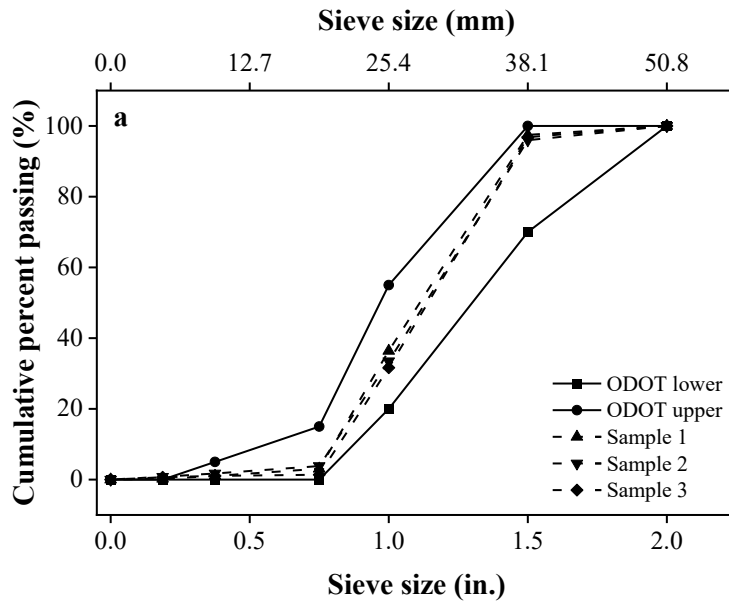 Sieve size (mm)
0.0 12.7 25.4 38.1 50.8
a
100
80
60
40
20
0
Cumulative percent passing (%)
ODOT lower
ODOT upper
Sample 1
Sample 2
Sample 3
0.0 0.5 1.0 1.5 2.0
Sieve size (in.)